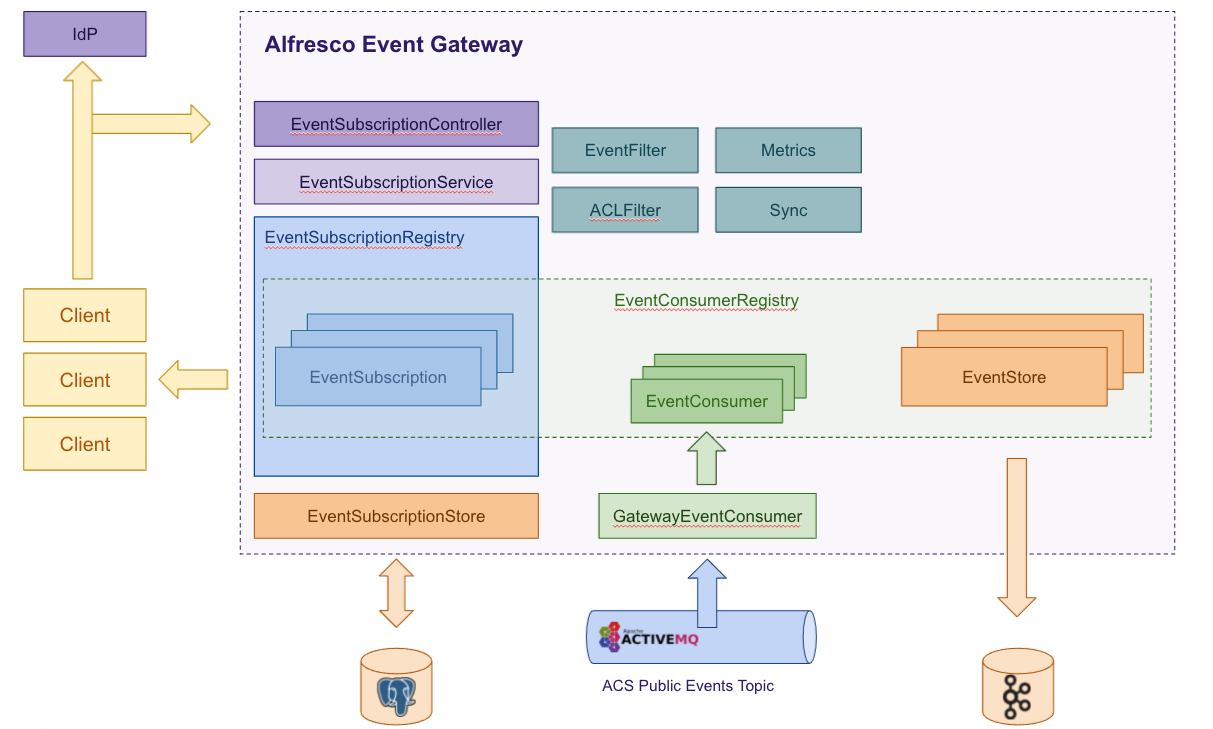 IdP
Alfresco Event Gateway
EventSubscriptionController
EventFilter
Metrics
EventSubscriptionService
ACLFilter
Sync
EventSubscriptionRegistry
EventConsumerRegistry
Client
Client
Client
EventSubscription
EventConsumer
EventStore
EventSubscriptionStore
GatewayEventConsumer
Apache
ACTIVEMQ
ACS Public Events Topic